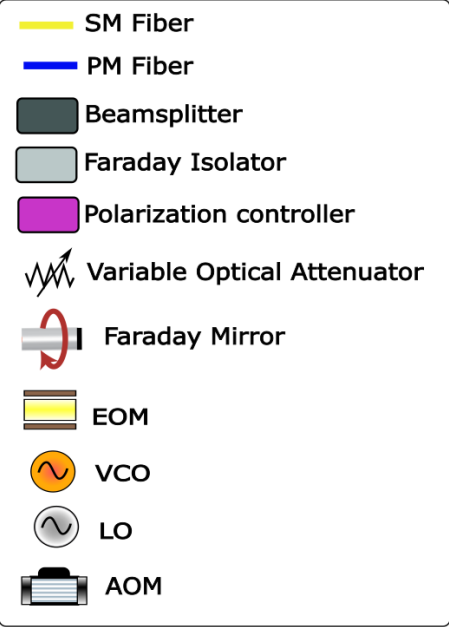 SM Fiber
PM Fiber
Beamsplitter
Faraday Isolator
Polarization controller
Variable Optical Attenuator
Faraday Mirror
EOM
VCO
LO
AOM